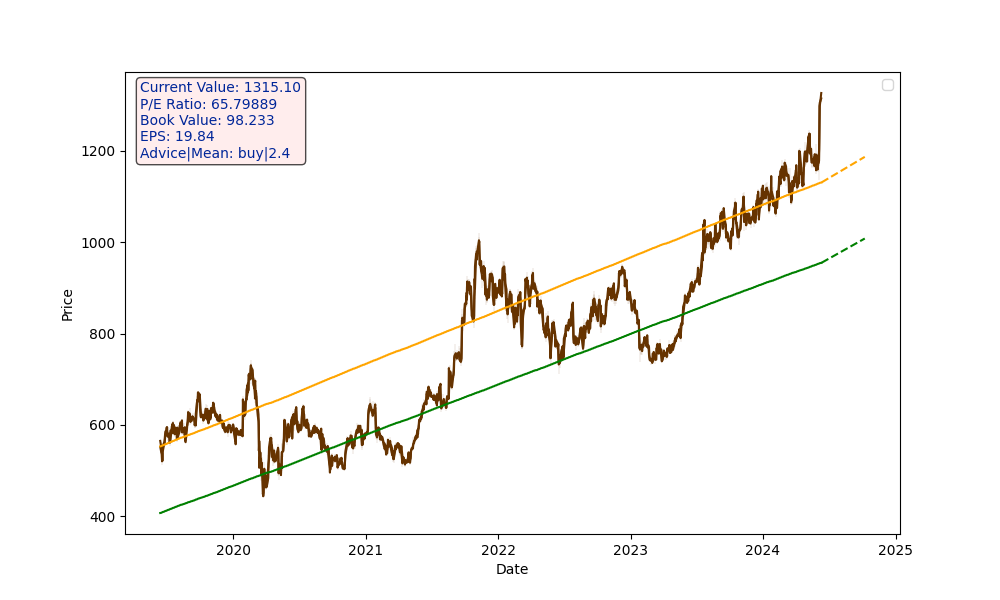 Current Value: 1315.10
P/E Ratio: 65.79889
Book Value: 98.233
EPS: 19.84
Advice|Mean: buy|2.4
Price
1200
1000
800
600
400
2020
2021
2022
2023
2024
2025
Date